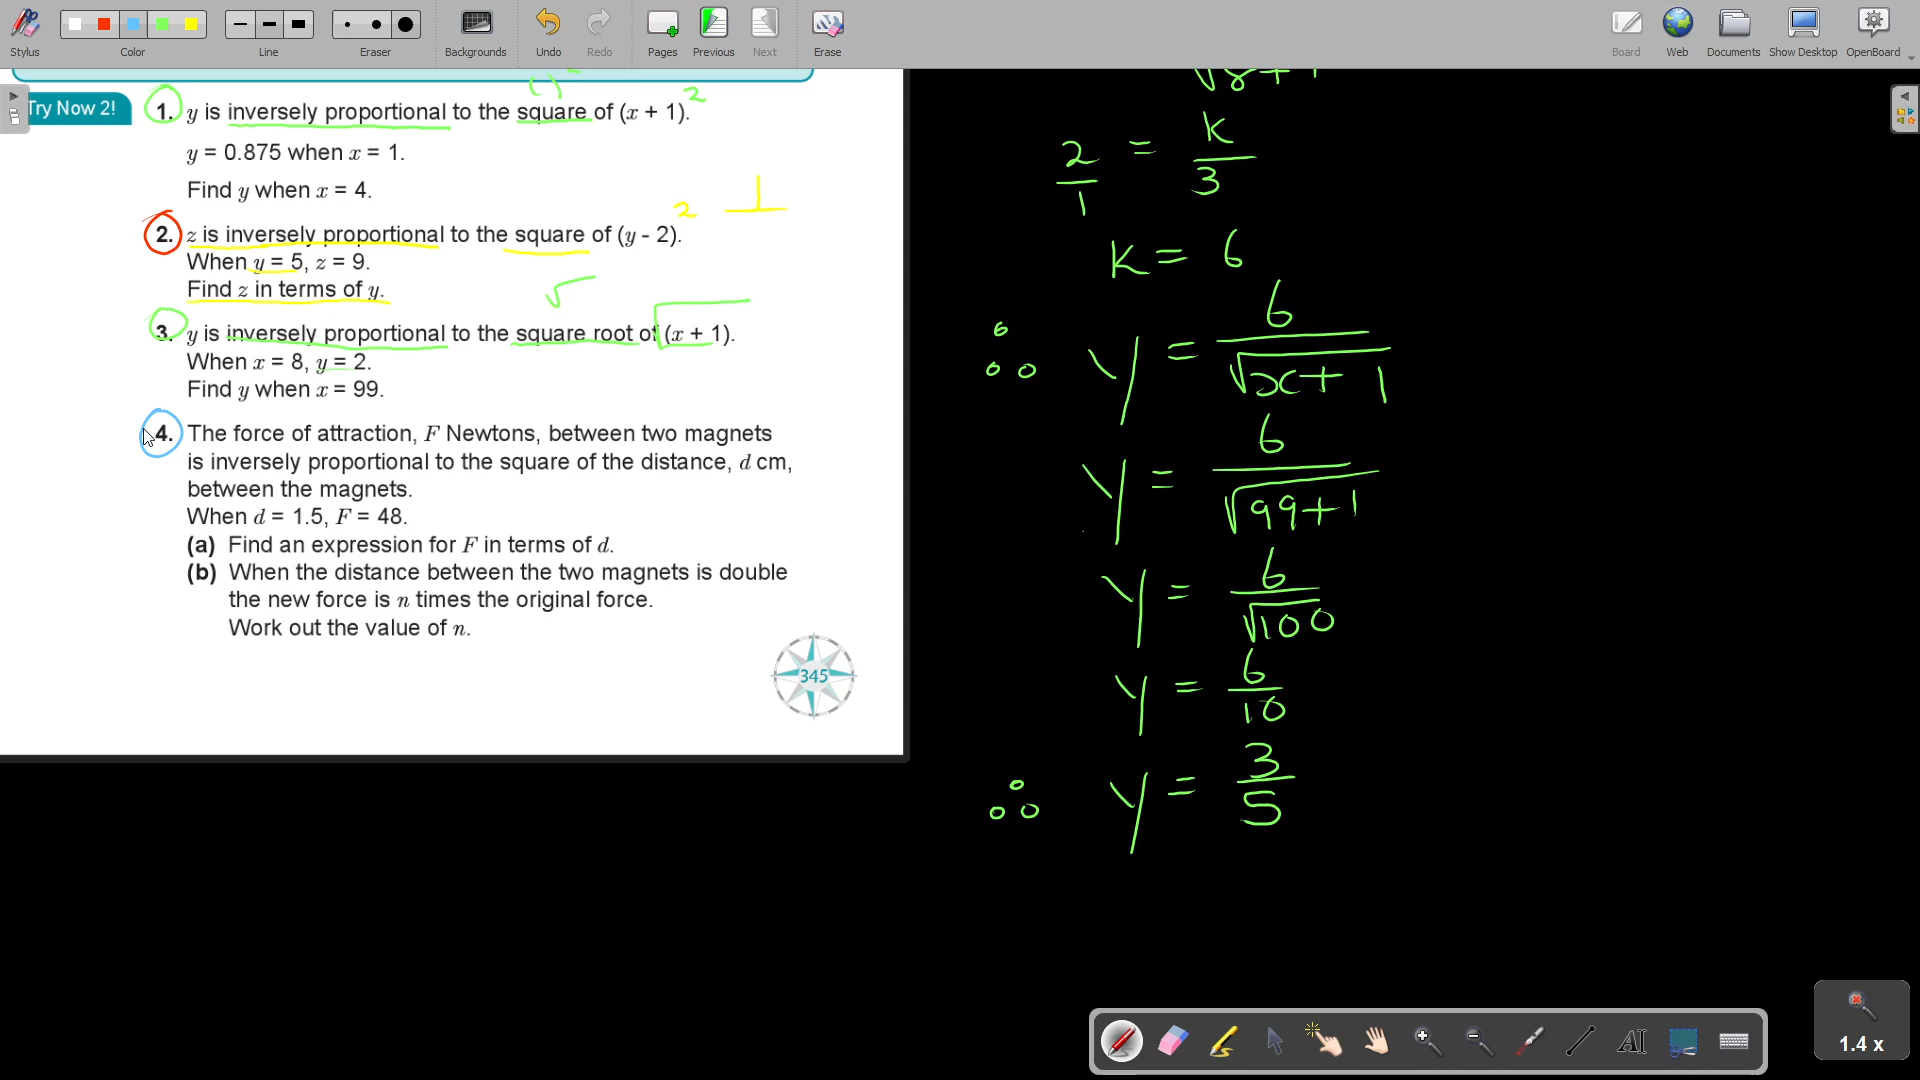 Stylus
Color
Line
Eraser
Backgrounds
Undo
Redo
Pages
Previous
Next
Erase
Board
Web
Documents
Show Desktop
OpenBoard
Try Now 2!
1. y is inversely proportional to the square of (x + 1).
( )²
2
y = 0.875 when x = 1.
Find y when x = 4.
2. z is inversely proportional to the square of (y - 2).
2
1
When y = 5, z = 9.
Find z in terms of y.
√
3. y is inversely proportional to the square root of (x + 1).
When x = 8, y = 2.
Find y when x = 99.
4. The force of attraction, F Newtons, between two magnets
is inversely proportional to the square of the distance, d cm,
between the magnets.
When d = 1.5, F = 48.
(a) Find an expression for F in terms of d.
(b) When the distance between the two magnets is double
the new force is n times the original force.
Work out the value of n.
345
√8+1
2/1 = K/3
K = 6
∴ y = 6/√x+1
y = 6/√99+1
y = 6/√100
y = 6/10
∴ y = 3/5
AI
1.4 x